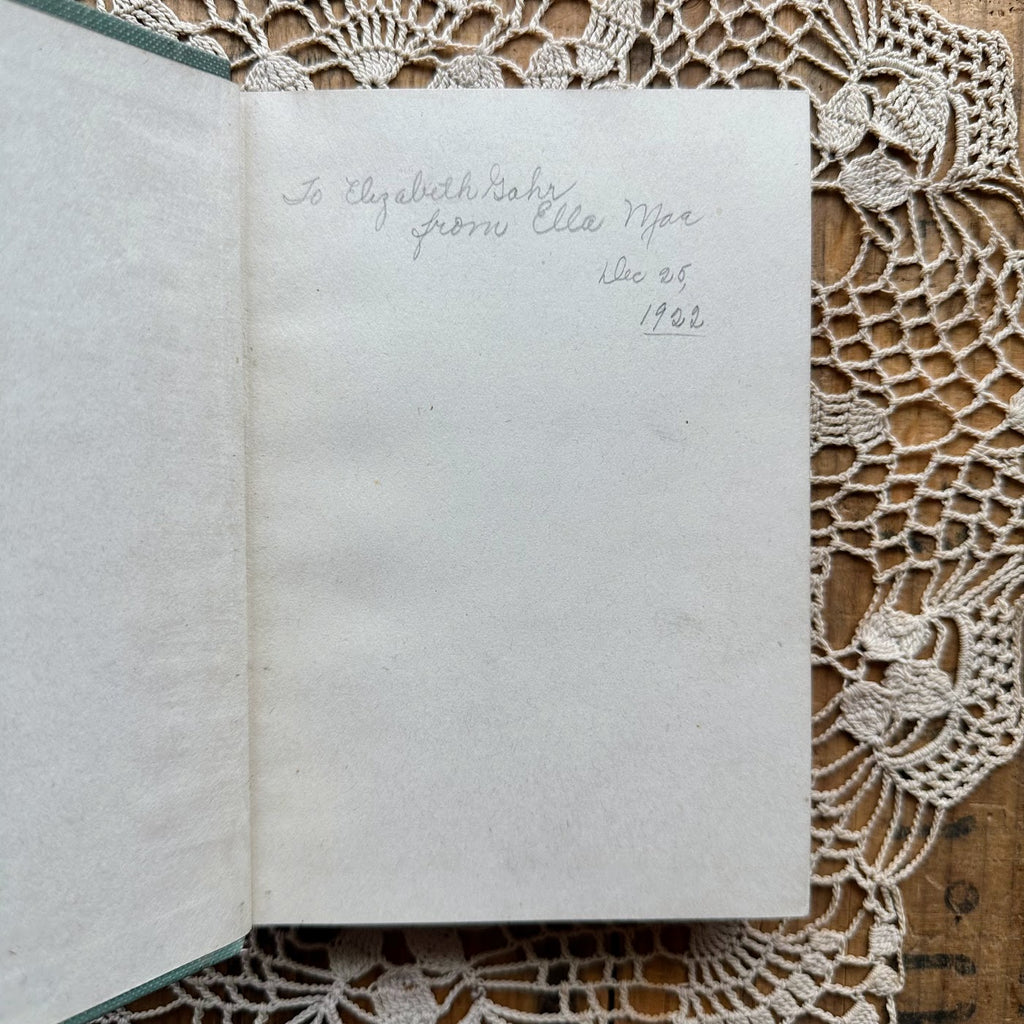 To Elizabeth Gahr
from Ella Mae
Dec 25,
1922